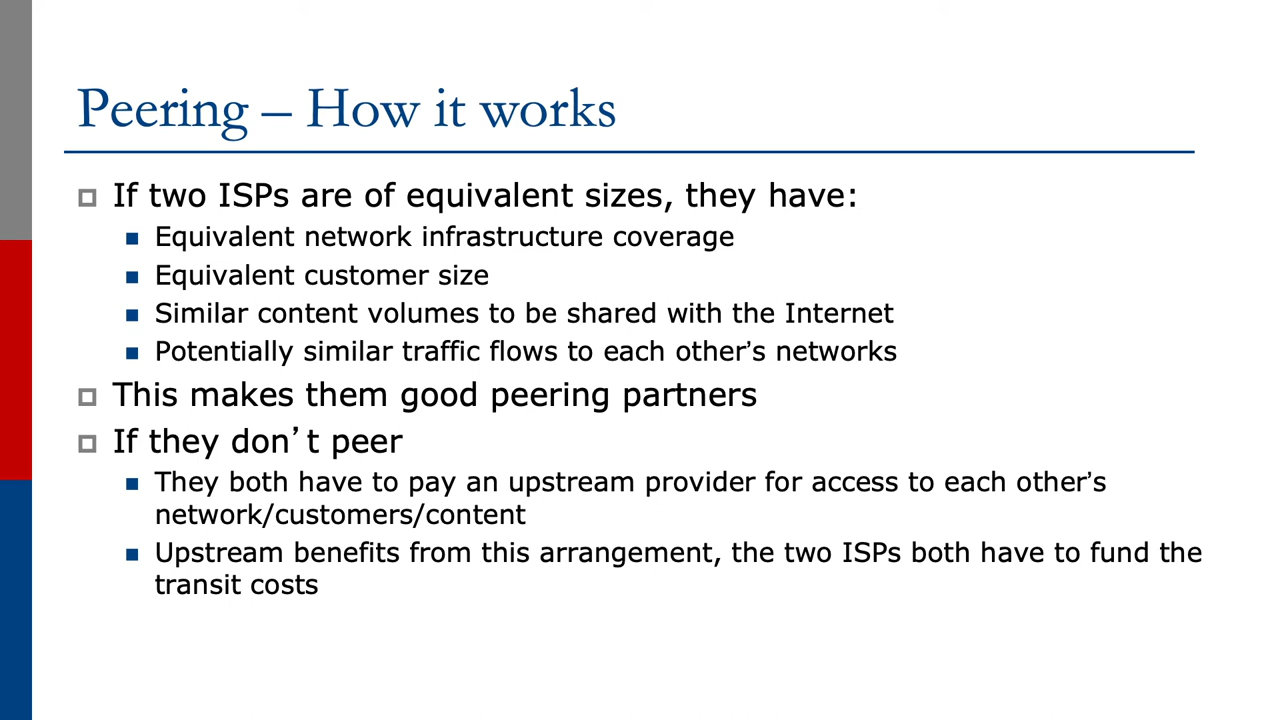 Peering – How it works
If two ISPs are of equivalent sizes, they have:
Equivalent network infrastructure coverage
Equivalent customer size
Similar content volumes to be shared with the Internet
Potentially similar traffic flows to each other’s networks
This makes them good peering partners
If they don’t peer
They both have to pay an upstream provider for access to each other’s
network/customers/content
Upstream benefits from this arrangement, the two ISPs both have to fund the
transit costs